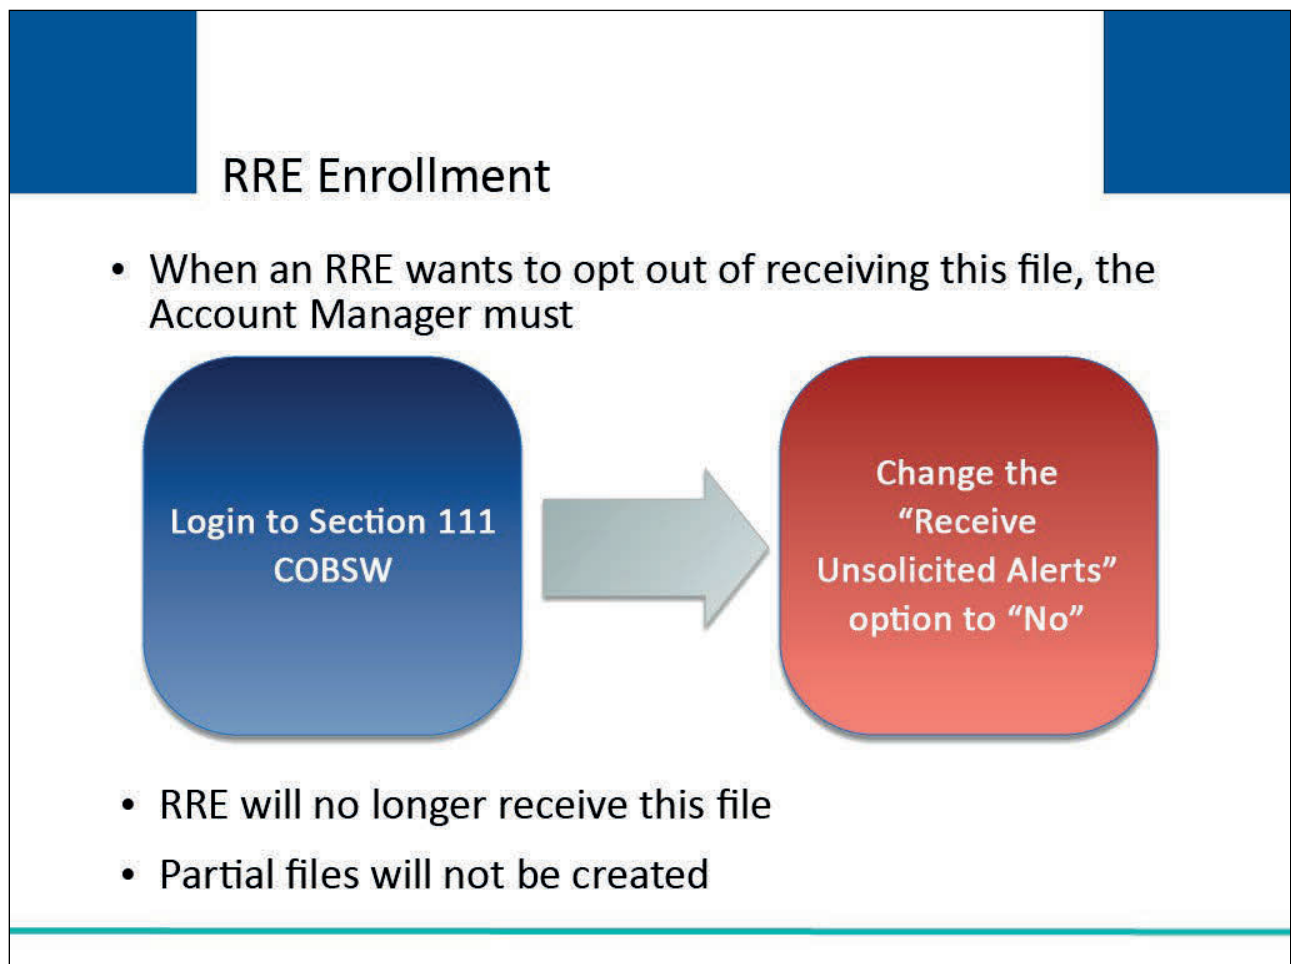 RRE Enrollment
• When an RRE wants to opt out of receiving this file, the
Account Manager must
Login to Section 111
COBSW
Change the
“Receive
Unsolicited Alerts”
option to “No”
• RRE will no longer receive this file
• Partial files will not be created